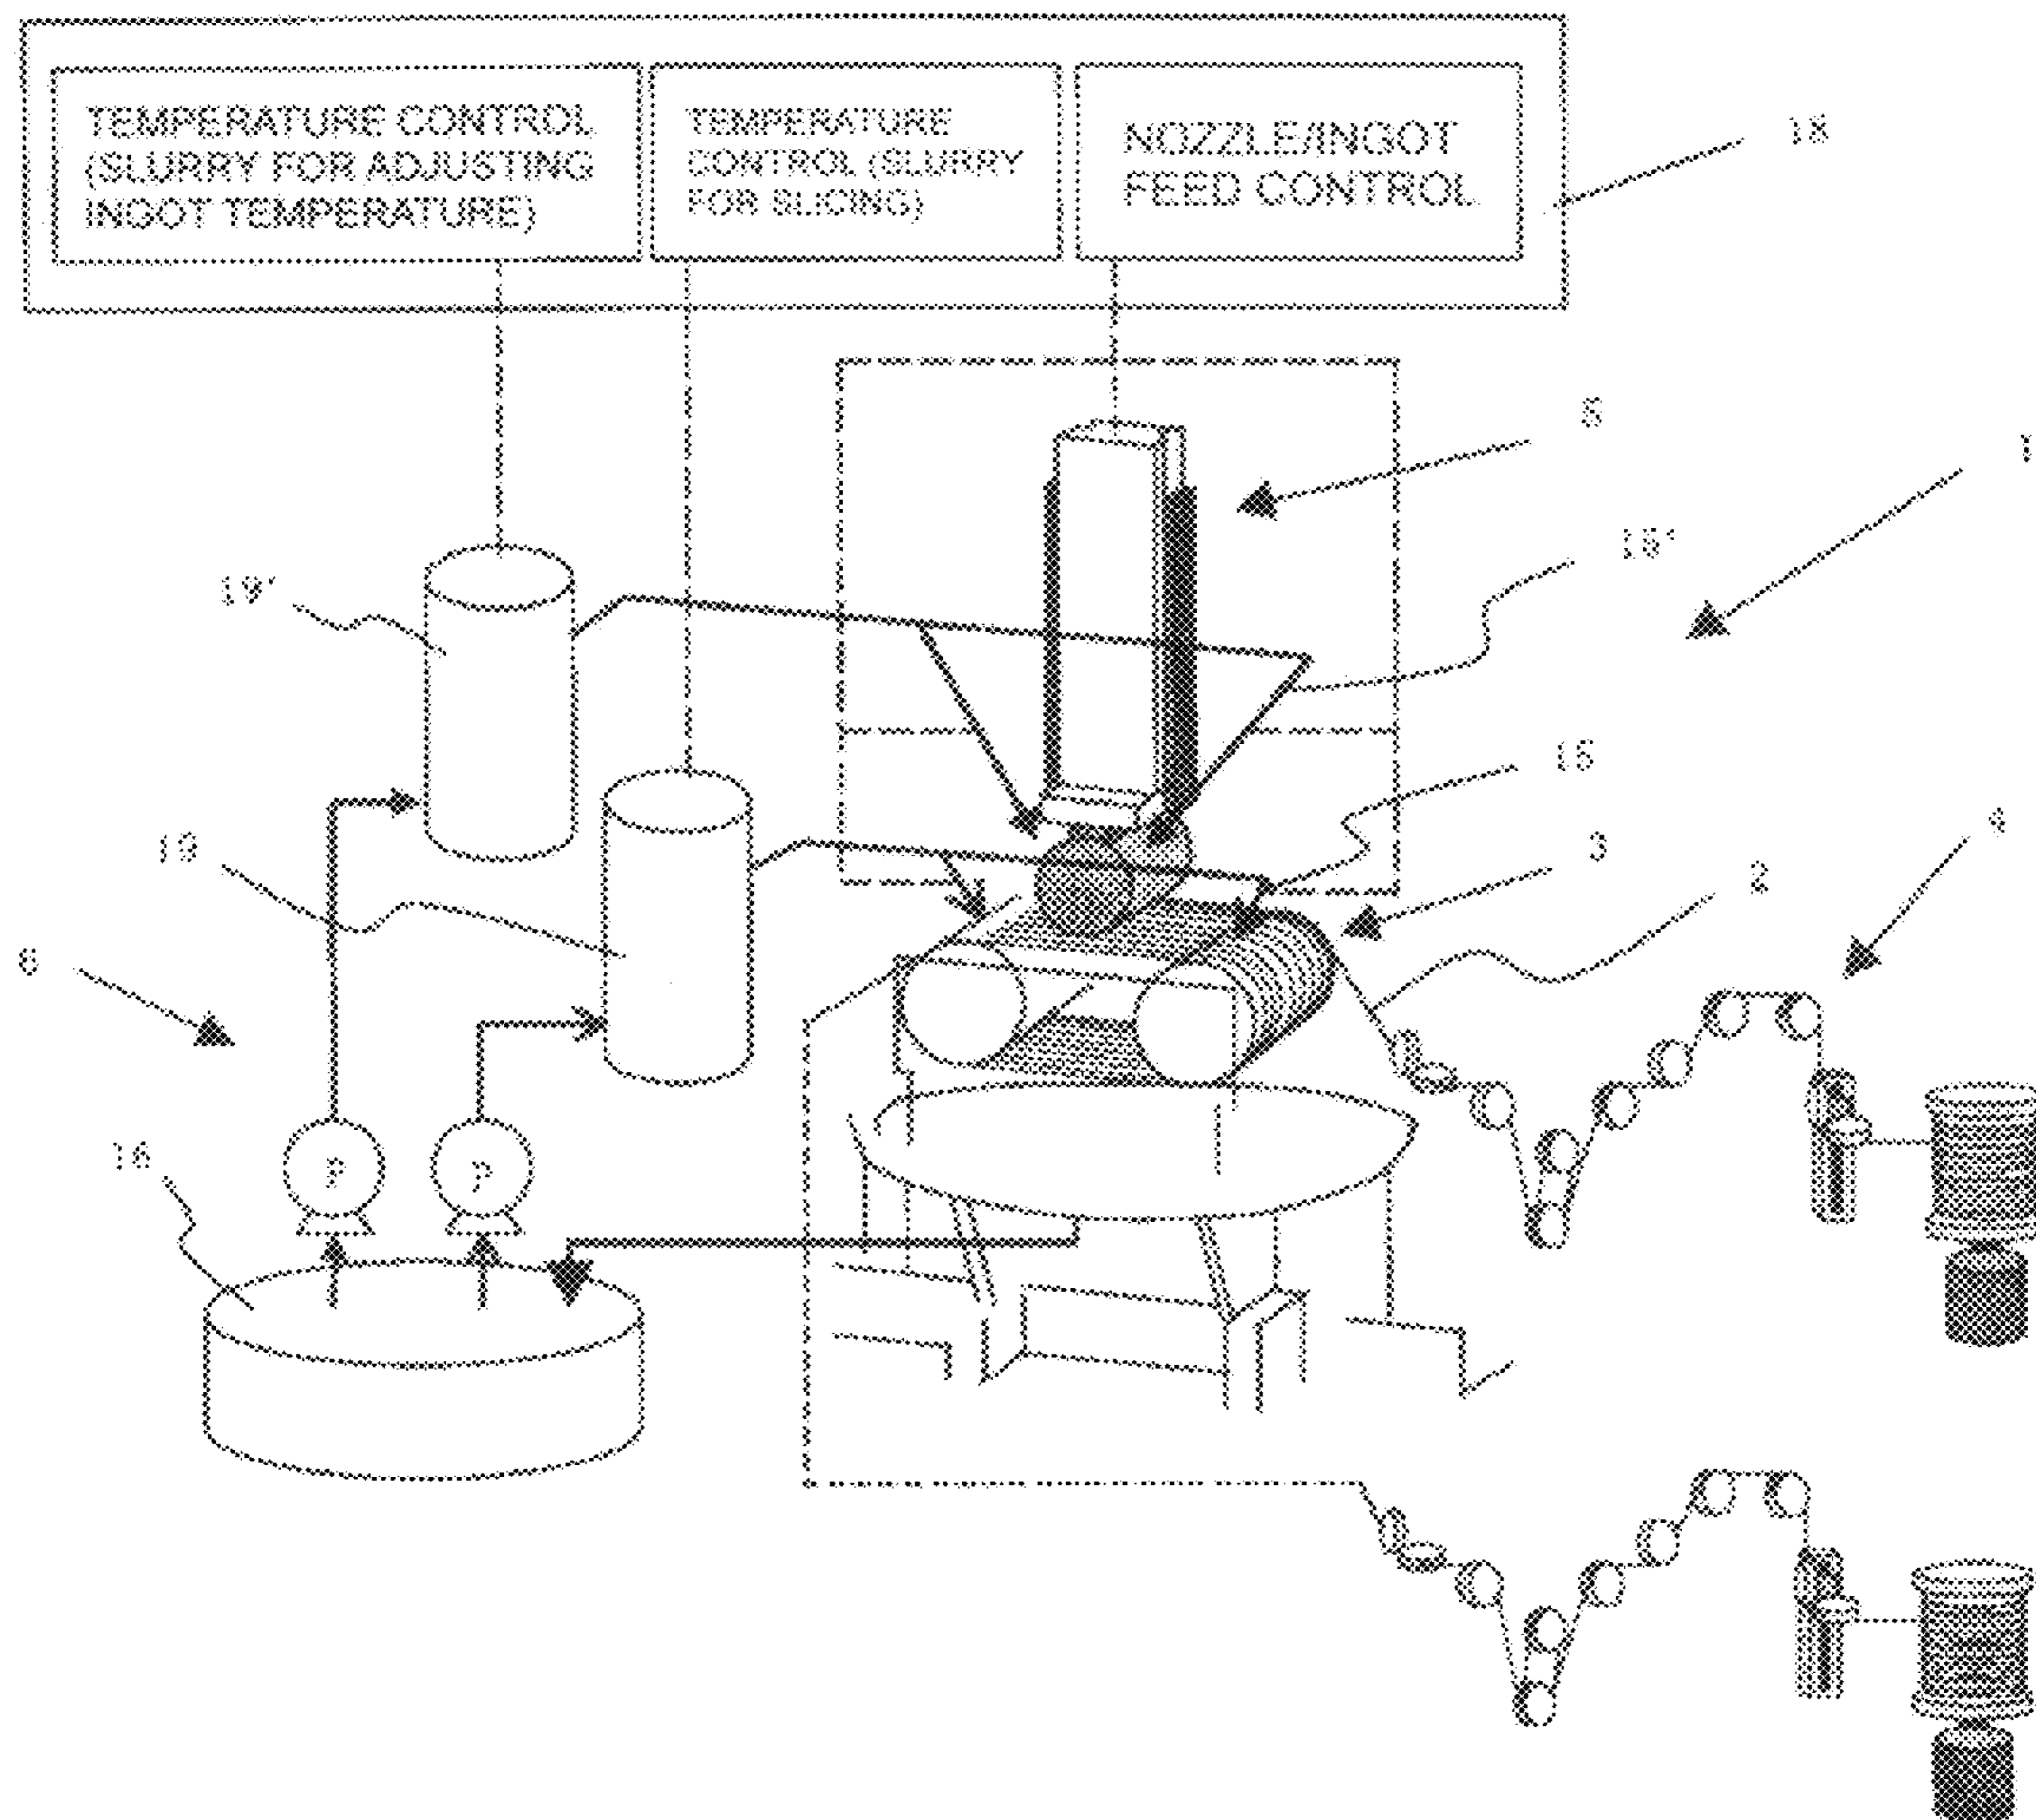 TEMPERATURE CONTROL
(SLURRY FOR ADJUSTING
INGOT TEMPERATURE)
TEMPERATURE
CONTROL (SLURRY
FOR SLICING)
NOZZLE/INGOT
FEED CONTROL
18
5
1
15'
19'
15
3
2
4
19
6
16
P
P